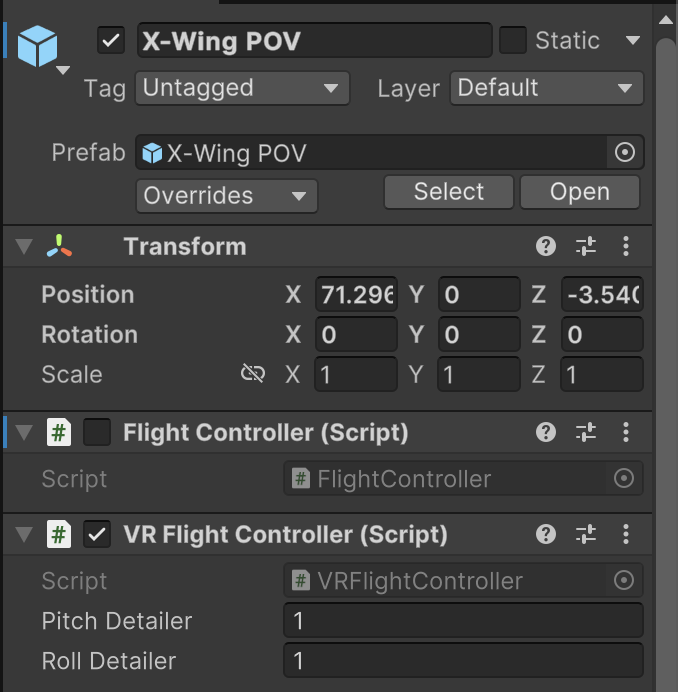 X-Wing POV Static
Tag Untagged Layer Default
Prefab X-Wing POV
Overrides Select Open
Transform
Position X 71.296 Y 0 Z -3.540
Rotation X 0 Y 0 Z 0
Scale X 1 Y 1 Z 1
# Flight Controller (Script)
Script # FlightController
# VR Flight Controller (Script)
Script # VRFlightController
Pitch Detailer 1
Roll Detailer 1